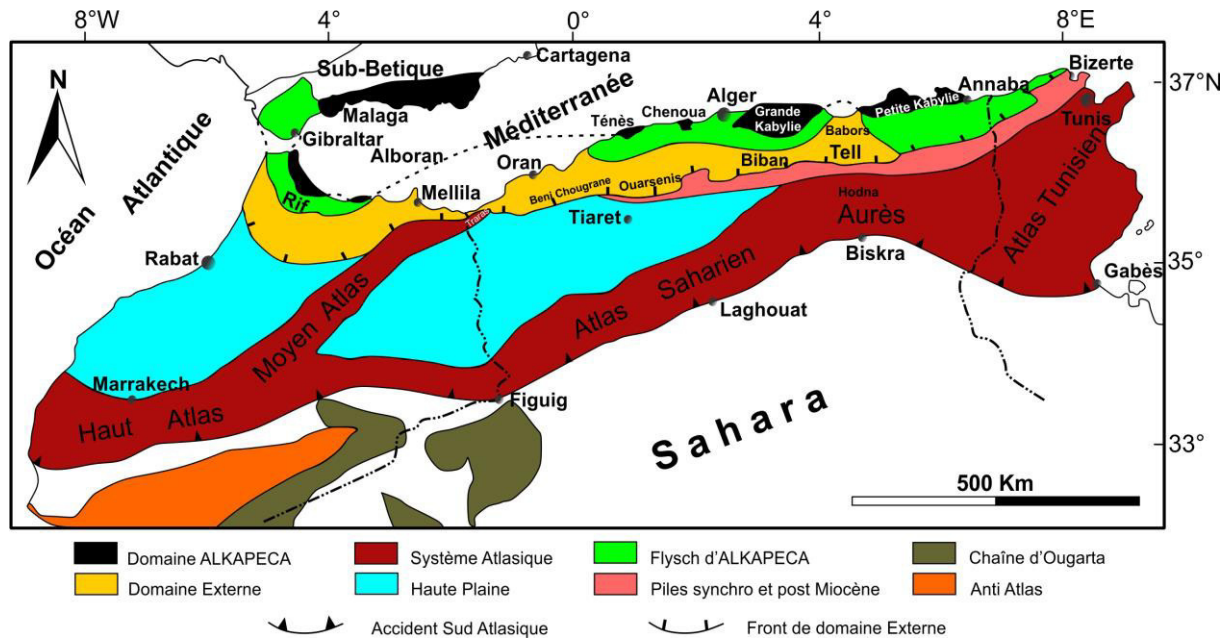 8°W 4° 0° 4° 8°E
N
Cartagena
Sub-Betique
Malaga
Gibraltar
Alboran
Méditerranée
Océan Atlantique
Bizerte
37°N
Annaba
Petite Kabylie
Tunis
Alger
Chenoua
Ténès
Grande
Kabylie
Babors
Tell
Biban
Ouarsenis
Beni Chougrane
Oran
Mellila
Rif
Traras
Tiaret
Hodna
Aurès
Atlas Tunisien
Rabat
35°
Biskra
Gabès
Moyen Atlas
Atlas Saharien
Laghouat
Marrakech
Haut Atlas
Figuig
Sahara
33°
500 Km
Domaine ALKAPECA Système Atlasique Flysch d'ALKAPECA Chaîne d'Ougarta
Domaine Externe Haute Plaine Piles synchro et post Miocène Anti Atlas
Accident Sud Atlasique Front de domaine Externe